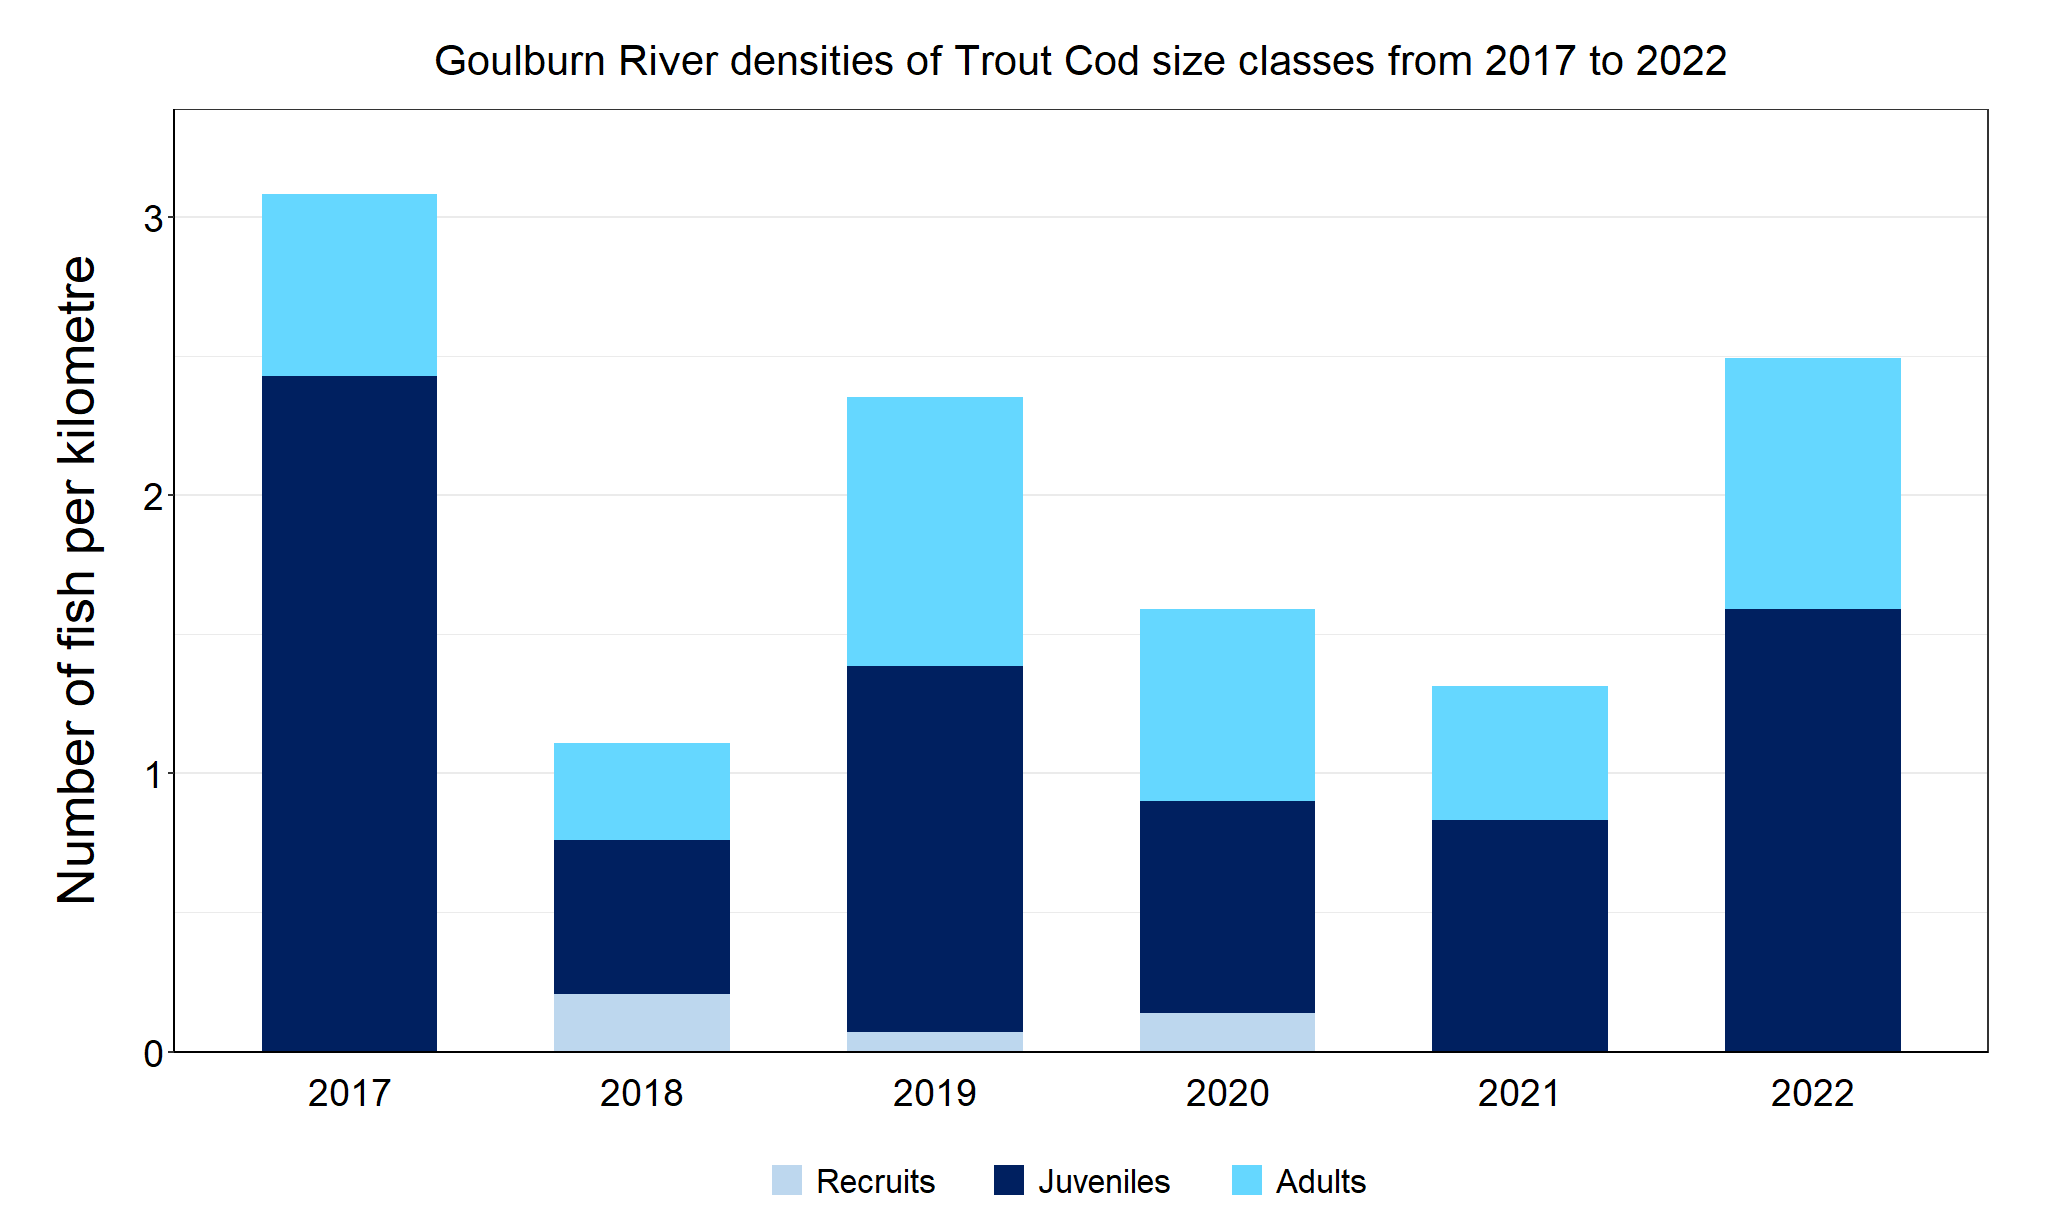 Goulburn River densities of Trout Cod size classes from 2017 to 2022
Number of fish per kilometre
3
2
1
0
2017 2018 2019 2020 2021 2022
Recruits Juveniles Adults